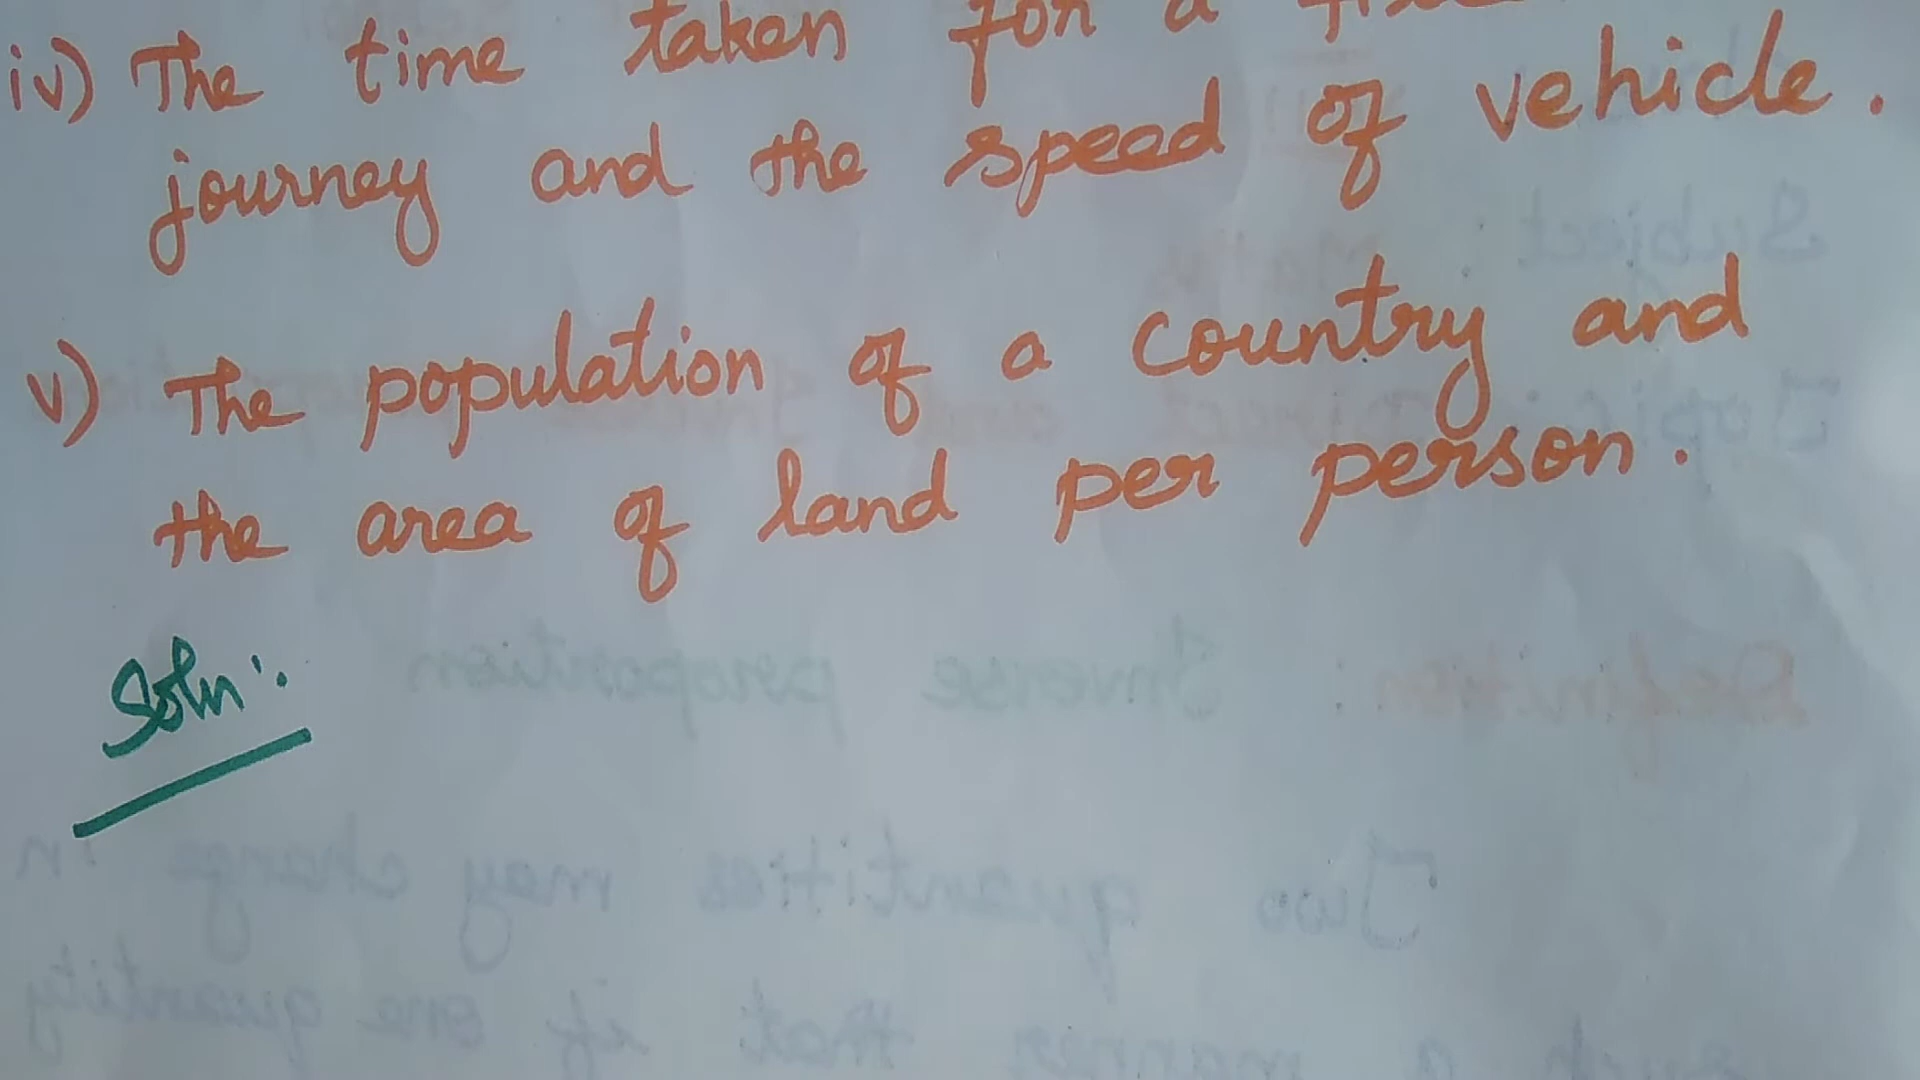 iv) The time taken for a
journey and the speed of vehicle.
v) The population of a country and
the area of land per person.
Soln: